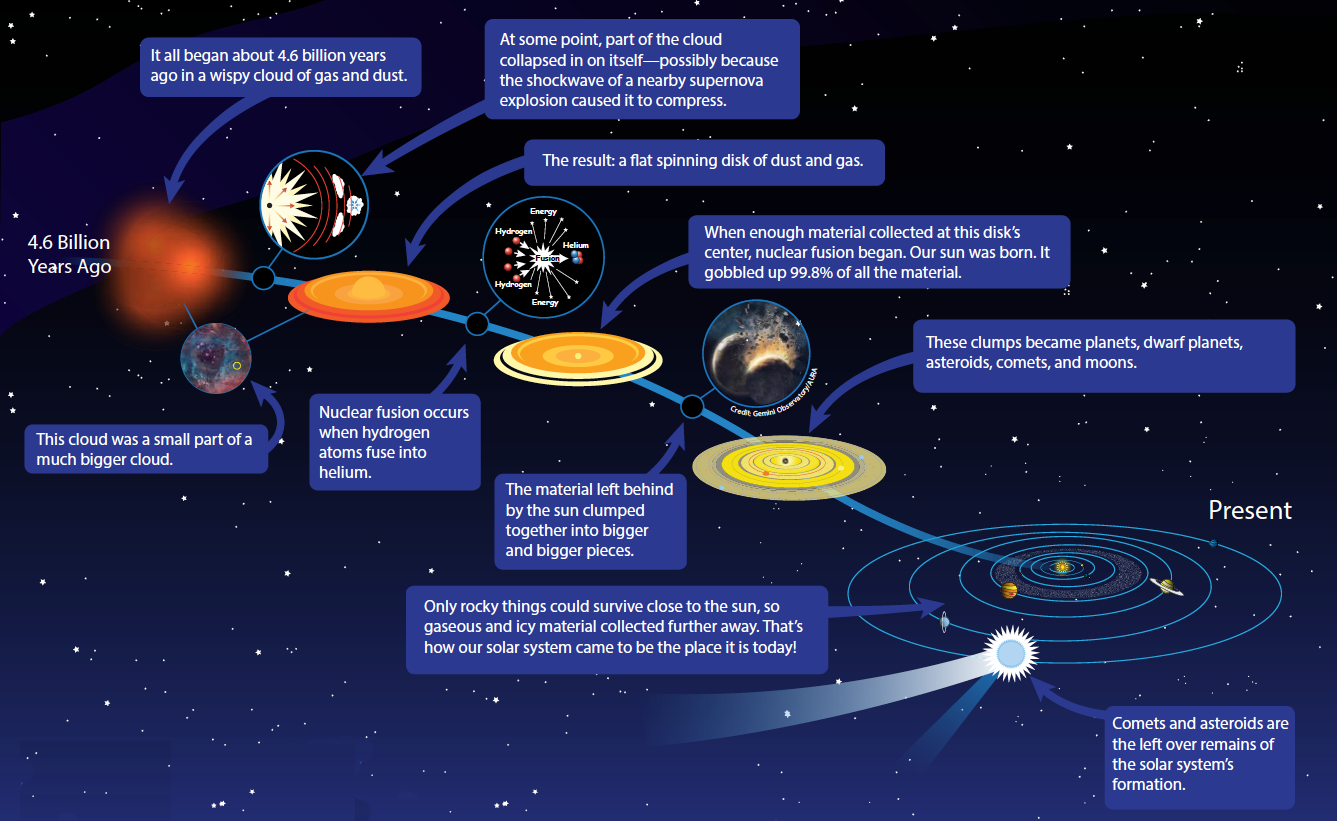 It all began about 4.6 billion years
ago in a wispy cloud of gas and dust.
At some point, part of the cloud
collapsed in on itself—possibly because
the shockwave of a nearby supernova
explosion caused it to compress.
The result: a flat spinning disk of dust and gas.
4.6 Billion
Years Ago
Energy
Hydrogen
Helium
Fusion
Hydrogen
Energy
When enough material collected at this disk's
center, nuclear fusion began. Our sun was born. It
gobbled up 99.8% of all the material.
These clumps became planets, dwarf planets,
asteroids, comets, and moons.
Credit: Gemini Observatory/AURA
This cloud was a small part of a
much bigger cloud.
Nuclear fusion occurs
when hydrogen
atoms fuse into
helium.
The material left behind
by the sun clumped
together into bigger
and bigger pieces.
Present
Only rocky things could survive close to the sun, so
gaseous and icy material collected further away. That's
how our solar system came to be the place it is today!
Comets and asteroids are
the left over remains of
the solar system's
formation.